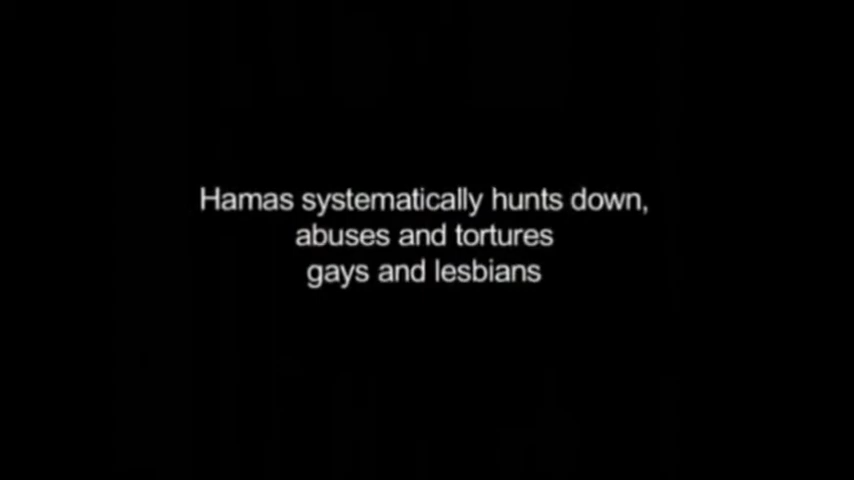 Hamas systematically hunts down,
abuses and tortures
gays and lesbians